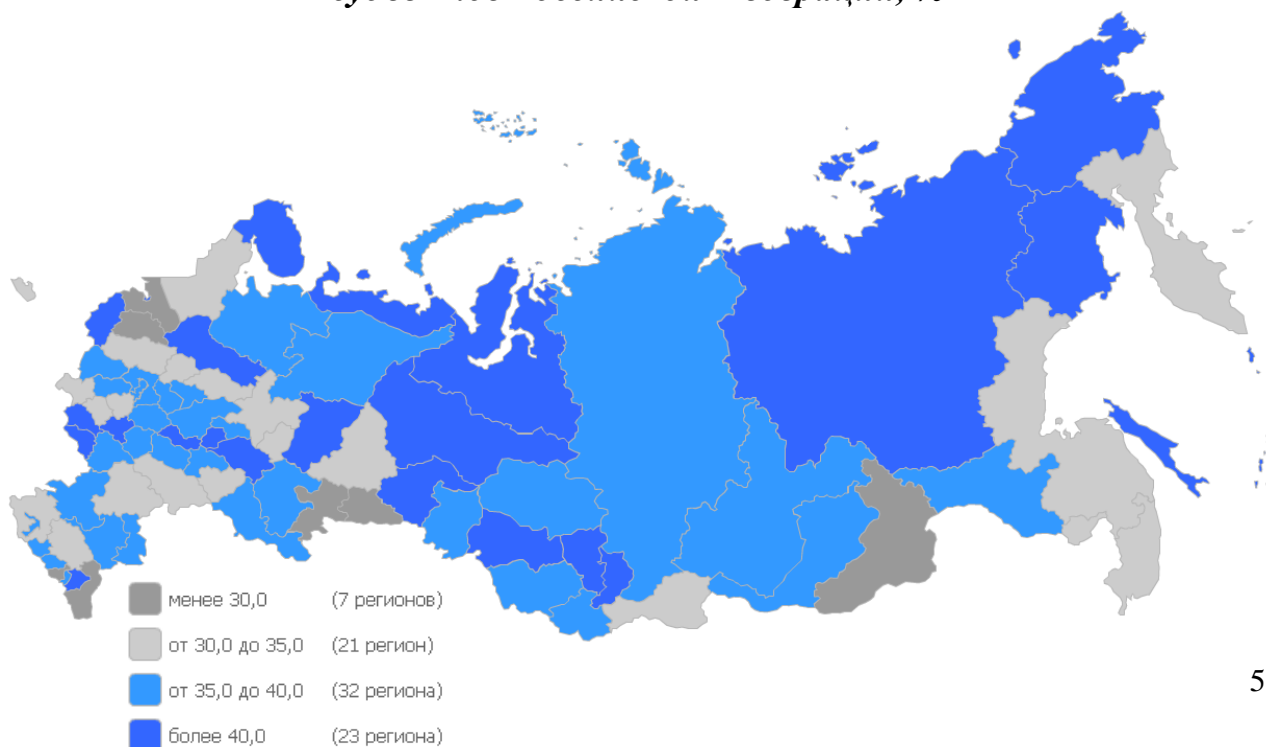 менее 30,0 (7 регионов)
от 30,0 до 35,0 (21 регион)
от 35,0 до 40,0 (32 региона)
5
более 40,0 (23 региона)